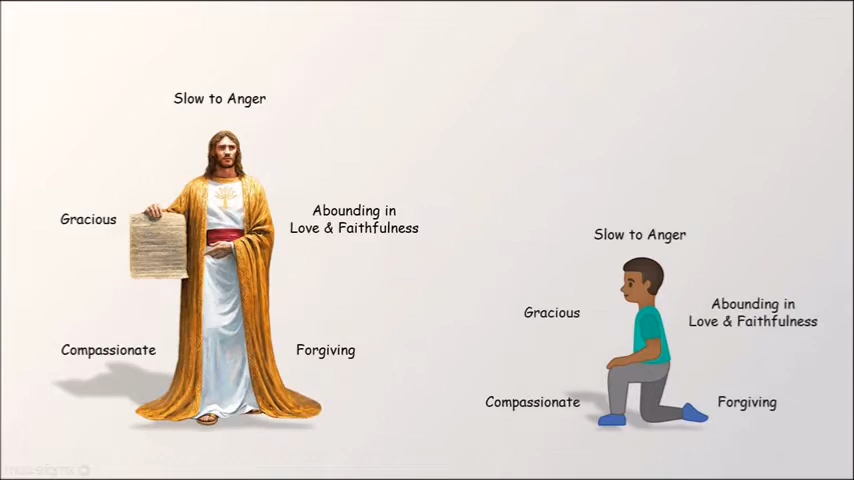 Slow to Anger
Gracious
Abounding in
Love & Faithfulness
Compassionate
Forgiving
Slow to Anger
Gracious
Abounding in
Love & Faithfulness
Compassionate
Forgiving